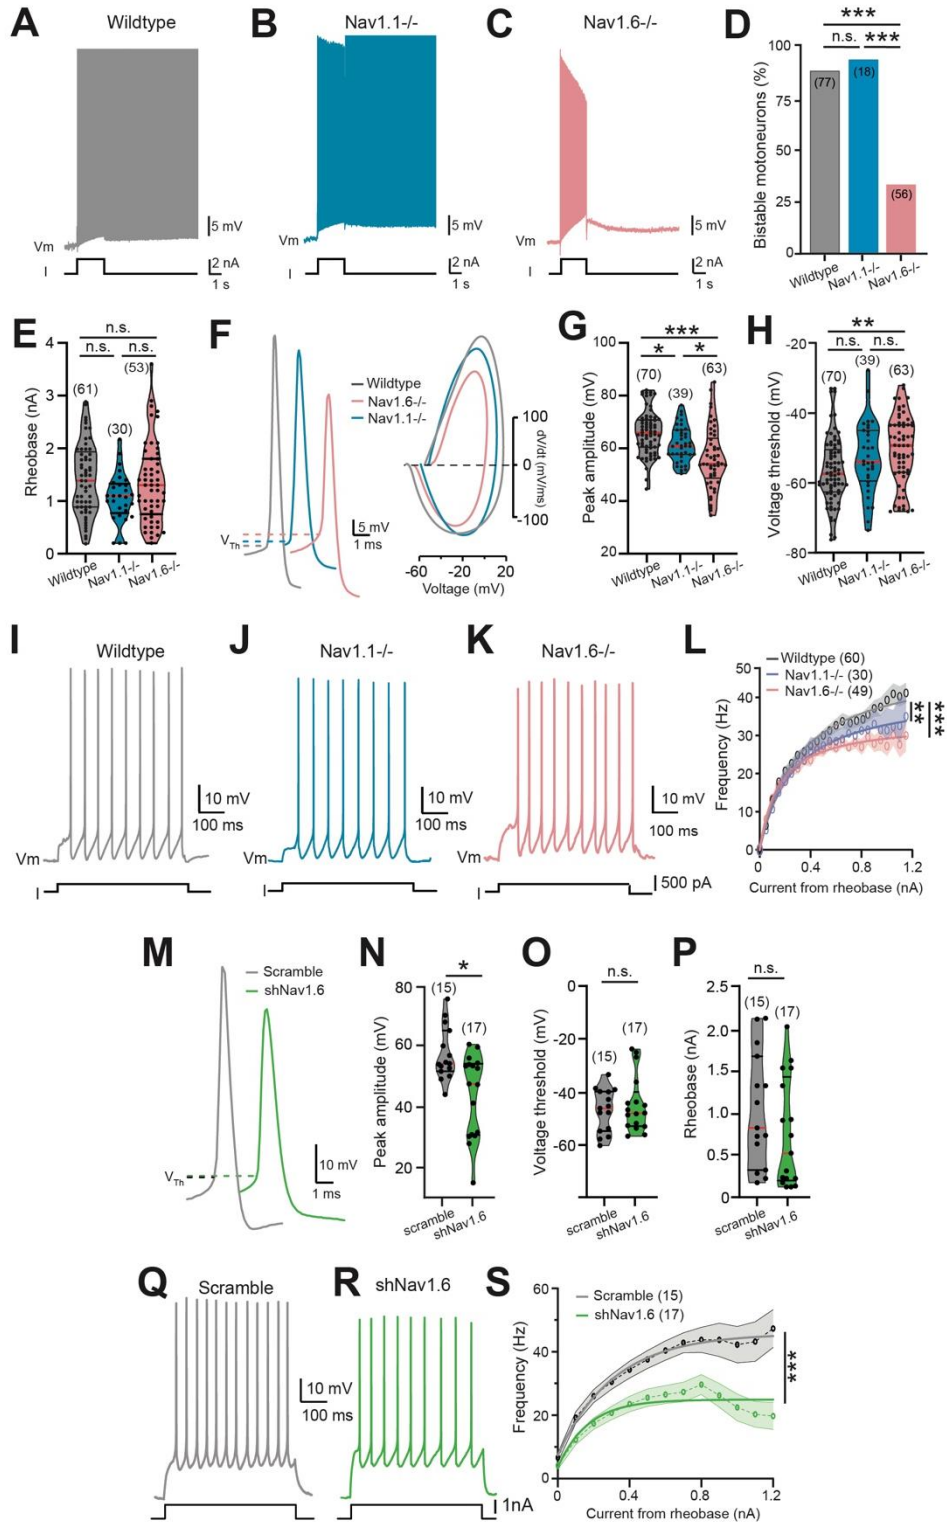 A
Wildtype
Vm
I
5 mV
2 nA
1 s
B
Nav1.1-/-
5 mV
2 nA
1 s
C
Nav1.6-/-
Vm
I
5 mV
2 nA
1 s
D
***
n.s. ***
Bistable motoneurons (%)
100
75
50
25
0
(77)
(18)
(56)
Wildtype
Nav1.1-/-
Nav1.6-/-
E
n.s.
n.s. n.s.
Rheobase (nA)
4
3
2
1
0
(61)
(30)
(53)
Wildtype
Nav1.1-/-
Nav1.6-/-
F
Wildtype
Nav1.6-/-
Nav1.1-/-
VTh
5 mV
1 ms
100
0
-100
dV/dt (mV/ms)
-60
-20
20
Voltage (mV)
G
***
* *
Peak amplitude (mV)
100
80
60
40
20
(70)
(39)
(63)
Wildtype
Nav1.1-/-
Nav1.6-/-
H
**
n.s. n.s.
Voltage threshold (mV)
-20
-40
-60
-80
(70)
(39)
(63)
Wildtype
Nav1.1-/-
Nav1.6-/-
I
Wildtype
10 mV
100 ms
Vm
I
J
Nav1.1-/-
10 mV
100 ms
K
Nav1.6-/-
10 mV
100 ms
Vm
I
500 pA
L
Wildtype (60)
Nav1.1-/- (30)
Nav1.6-/- (49)
Frequency (Hz)
50
40
30
20
10
0
**
***
0
0.4
0.8
1.2
Current from rheobase (nA)
M
Scramble
shNav1.6
VTh
10 mV
1 ms
N
*
Peak amplitude (mV)
80
60
40
20
(15)
(17)
scramble
shNav1.6
O
n.s.
Voltage threshold (mV)
0
-20
-40
-60
(15)
(17)
scramble
shNav1.6
P
n.s.
Rheobase (nA)
2.5
2.0
1.5
1.0
0.5
0
(15)
(17)
scramble
shNav1.6
Q
Scramble
10 mV
100 ms
R
shNav1.6
1nA
S
Scramble (15)
shNav1.6 (17)
Frequency (Hz)
60
40
20
0
***
0
0.4
0.8
1.2
Current from rheobase (nA)